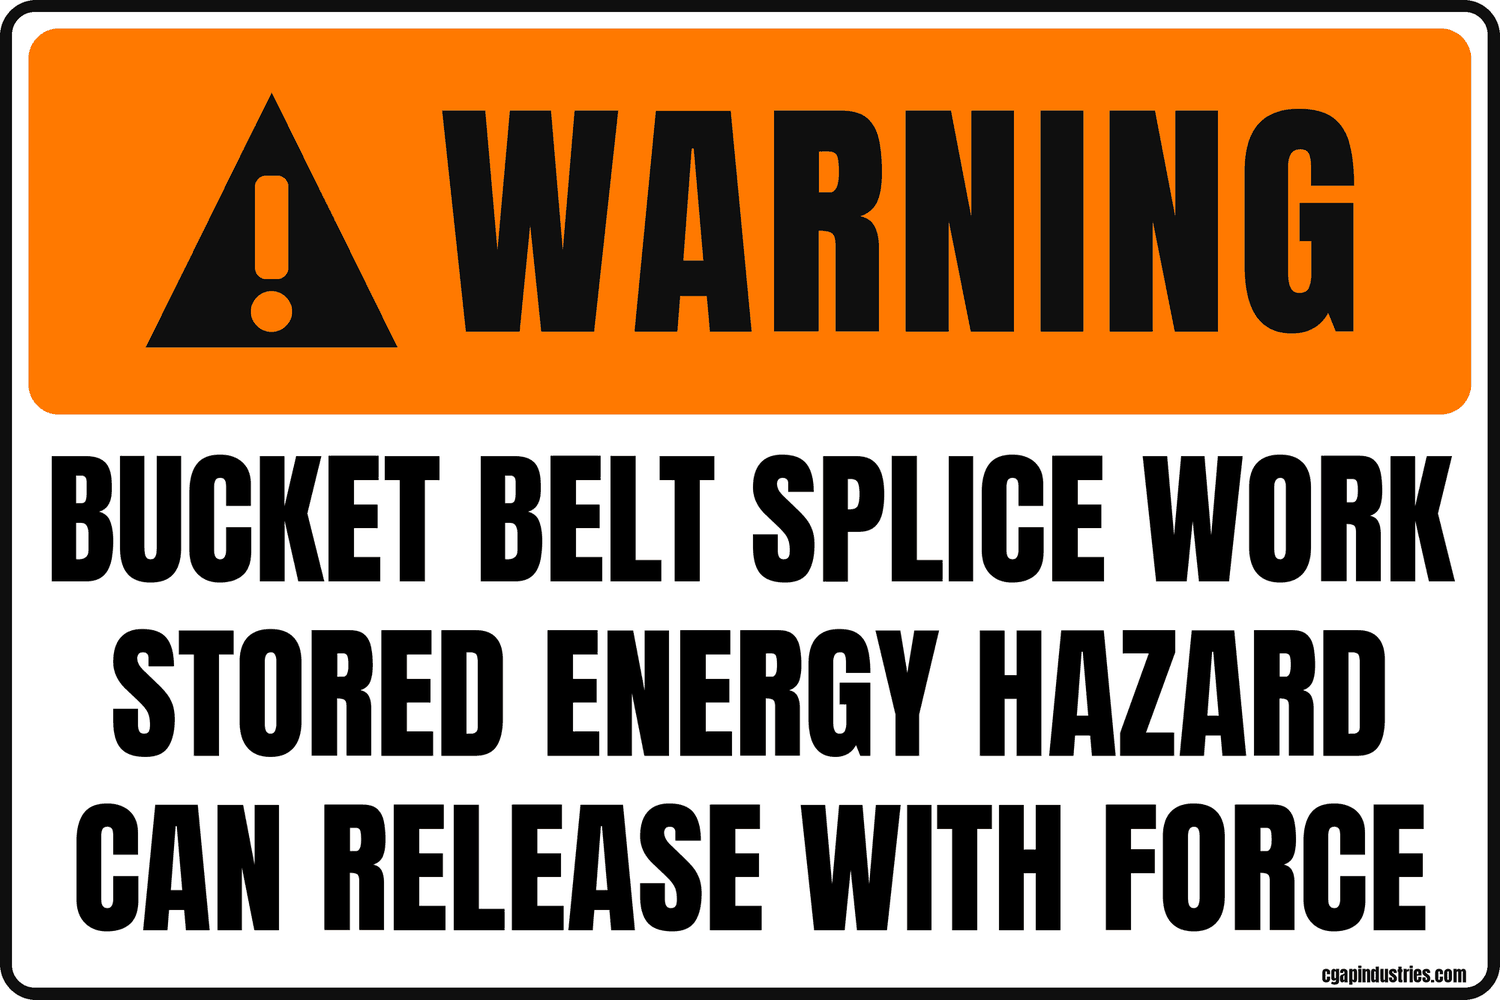 WARNING
BUCKET BELT SPLICE WORK
STORED ENERGY HAZARD
CAN RELEASE WITH FORCE
cgapindustries.com